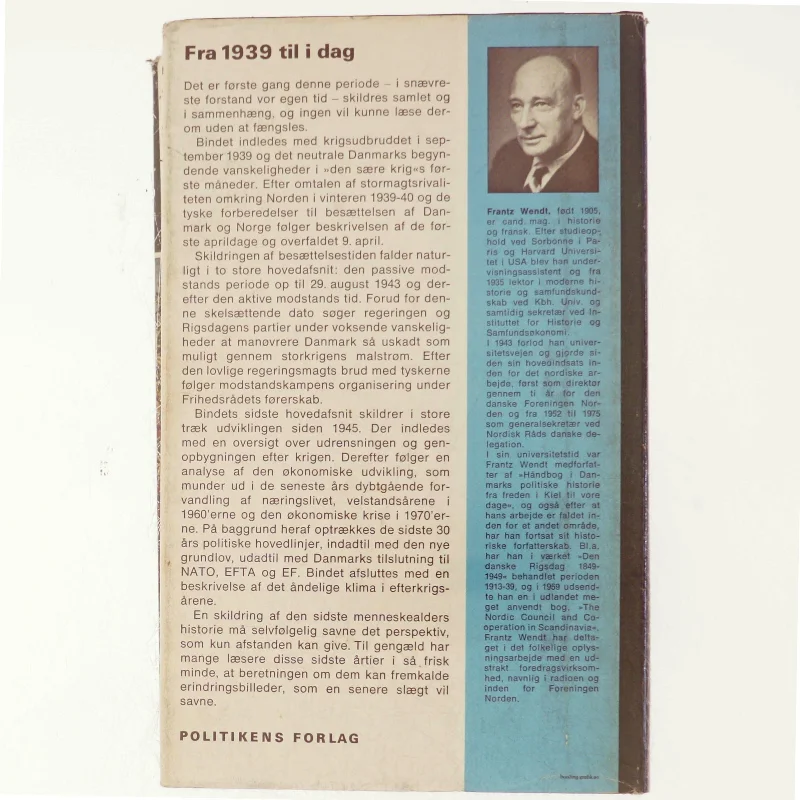 Fra 1939 til i dag
Det er første gang denne periode – i snævre-
ste forstand vor egen tid – skildres samlet og
i sammenhæng, og ingen vil kunne læse der-
om uden at fængsles.
Bindet indledes med krigsudbruddet i sep-
tember 1939 og det neutrale Danmarks begyn-
dende vanskeligheder i »den sære krig«s før-
ste måneder. Efter omtalen af stormagtsrivali-
teten omkring Norden i vinteren 1939-40 og de
tyske forberedelser til besættelsen af Dan-
mark og Norge følger beskrivelsen af de før-
ste aprildage og overfaldet 9. april.
Skildringen af besættelsestiden falder natur-
ligt i to store hovedafsnit: den passive mod-
stands periode op til 29. august 1943 og der-
efter den aktive modstands tid. Forud for den-
ne skelsættende dato søger regeringen og
Rigsdagens partier under voksende vanskelig-
heder at manøvrere Danmark så uskadt som
muligt gennem storkrigens malstrøm. Efter
den lovlige regeringsmagts brud med tyskerne
følger modstandskampens organisering under
Frihedsrådets førerskab.
Bindets sidste hovedafsnit skildrer i store
træk udviklingen siden 1945. Der indledes
med en oversigt over udrensningen og gen-
opbygningen efter krigen. Derefter følger en
analyse af den økonomiske udvikling, som
munder ud i de seneste års dybtgående for-
vandling af næringslivet, velstandsårene i
1960'erne og den økonomiske krise i 1970'er-
ne. På baggrund heraf optrækkes de sidste 30
års politiske hovedlinjer, indadtil med den nye
grundlov, udadtil med Danmarks tilslutning til
NATO, EFTA og EF. Bindet afsluttes med en
beskrivelse af det åndelige klima i efterkrigs-
årene.
En skildring af den sidste menneskealders
historie må selvfølgelig savne det perspektiv,
som kun afstanden kan give. Til gengæld har
mange læsere disse sidste årtier i så frisk
minde, at beretningen om dem kan fremkalde
erindringsbilleder, som en senere slægt vil
savne.
POLITIKENS FORLAG
Frantz Wendt, født 1905,
er cand. mag. i historie
og fransk. Efter studieop-
hold ved Sorbonne i Pa-
ris og Harvard Universi-
tet i USA blev han under-
visningsassistent og fra
1935 lektor i moderne hi-
storie og samfundskund-
skab ved Kbh. Univ. og
samtidig sekretær ved In-
stituttet for Historie og
Samfundsøkonomi.
I 1943 forlod han univer-
sitetsvejen og gjorde si-
den sin hovedindsats in-
den for det nordiske ar-
bejde, først som direktør
gennem ti år for den
danske Foreningen Nor-
den og fra 1952 til 1975
som generalsekretær ved
Nordisk Råds danske de-
legation.
I sin universitetstid var
Frantz Wendt medforfat-
ter af »Håndbog i Dan-
marks politiske historie
fra freden i Kiel til vore
dage«, og også efter at
hans arbejde er faldet in-
den for et andet område,
har han fortsat sit histo-
riske forfatterskab. Bl.a.
har han i værket »Den
danske Rigsdag 1849-
1949« behandlet perioden
1913-39, og i 1959 udsend-
te han en i udlandet me-
get anvendt bog, »The
Nordic Council and Co-
operation in Scandinavia«.
Frantz Wendt har delta-
get i det folkelige oplys-
ningsarbejde med en ud-
strakt foredragsvirksom-
hed, navnlig i radioen og
inden for Foreningen
Norden.